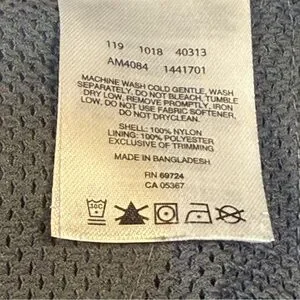 119 1018 40313
AM4084 1441701
MACHINE WASH COLD GENTLE, WASH
SEPARATELY. DO NOT BLEACH, TUMBLE
DRY LOW, REMOVE PROMPTLY, IRON
LOW, DO NOT USE FABRIC SOFTENER,
DO NOT DRYCLEAN.
SHELL: 100% NYLON
LINING: 100% POLYESTER
EXCLUSIVE OF TRIMMING
MADE IN BANGLADESH
RN 69724
CA 05367
30C